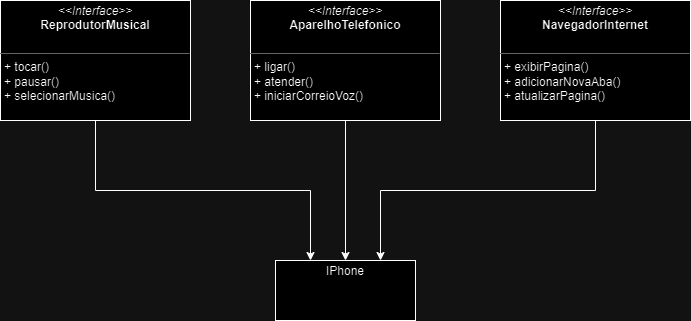 <<Interface>>
ReprodutorMusical
+ tocar()
+ pausar()
+ selecionarMusica()
<<Interface>>
AparelhoTelefonico
+ ligar()
+ atender()
+ iniciarCorreioVoz()
<<Interface>>
NavegadorInternet
+ exibirPagina()
+ adicionarNovaAba()
+ atualizarPagina()
IPhone